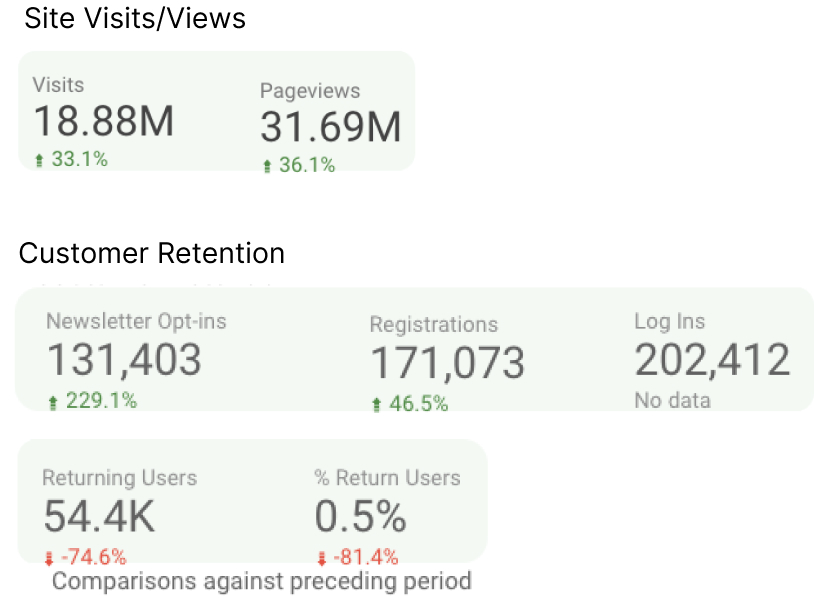 Site Visits/Views
Visits
18.88M
33.1%
Pageviews
31.69M
36.1%
Customer Retention
Newsletter Opt-ins
131,403
229.1%
Registrations
171,073
46.5%
Log Ins
202,412
No data
Returning Users
54.4K
-74.6%
% Return Users
0.5%
-81.4%
Comparisons against preceding period